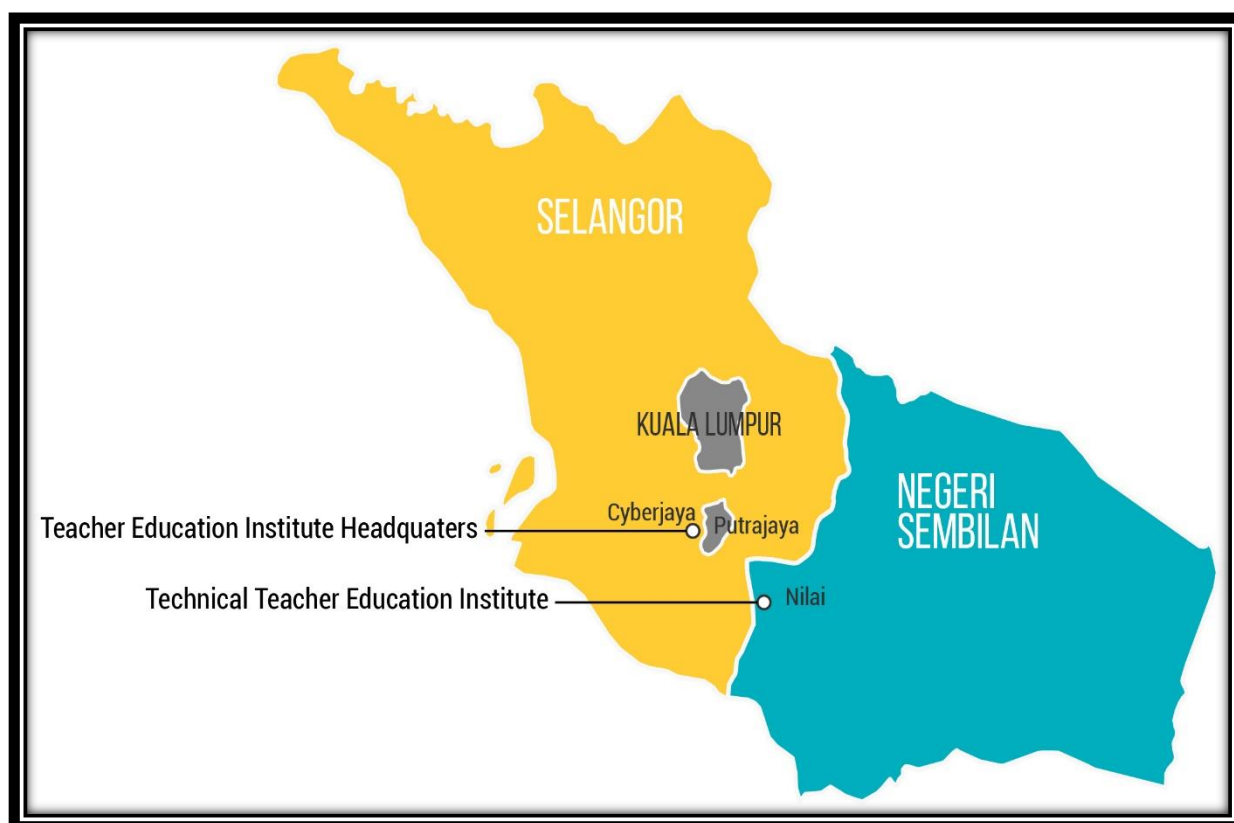 SELANGOR
KUALA LUMPUR
NEGERI
SEMBILAN
Cyberjaya
Putrajaya
Teacher Education Institute Headquaters
Technical Teacher Education Institute
Nilai